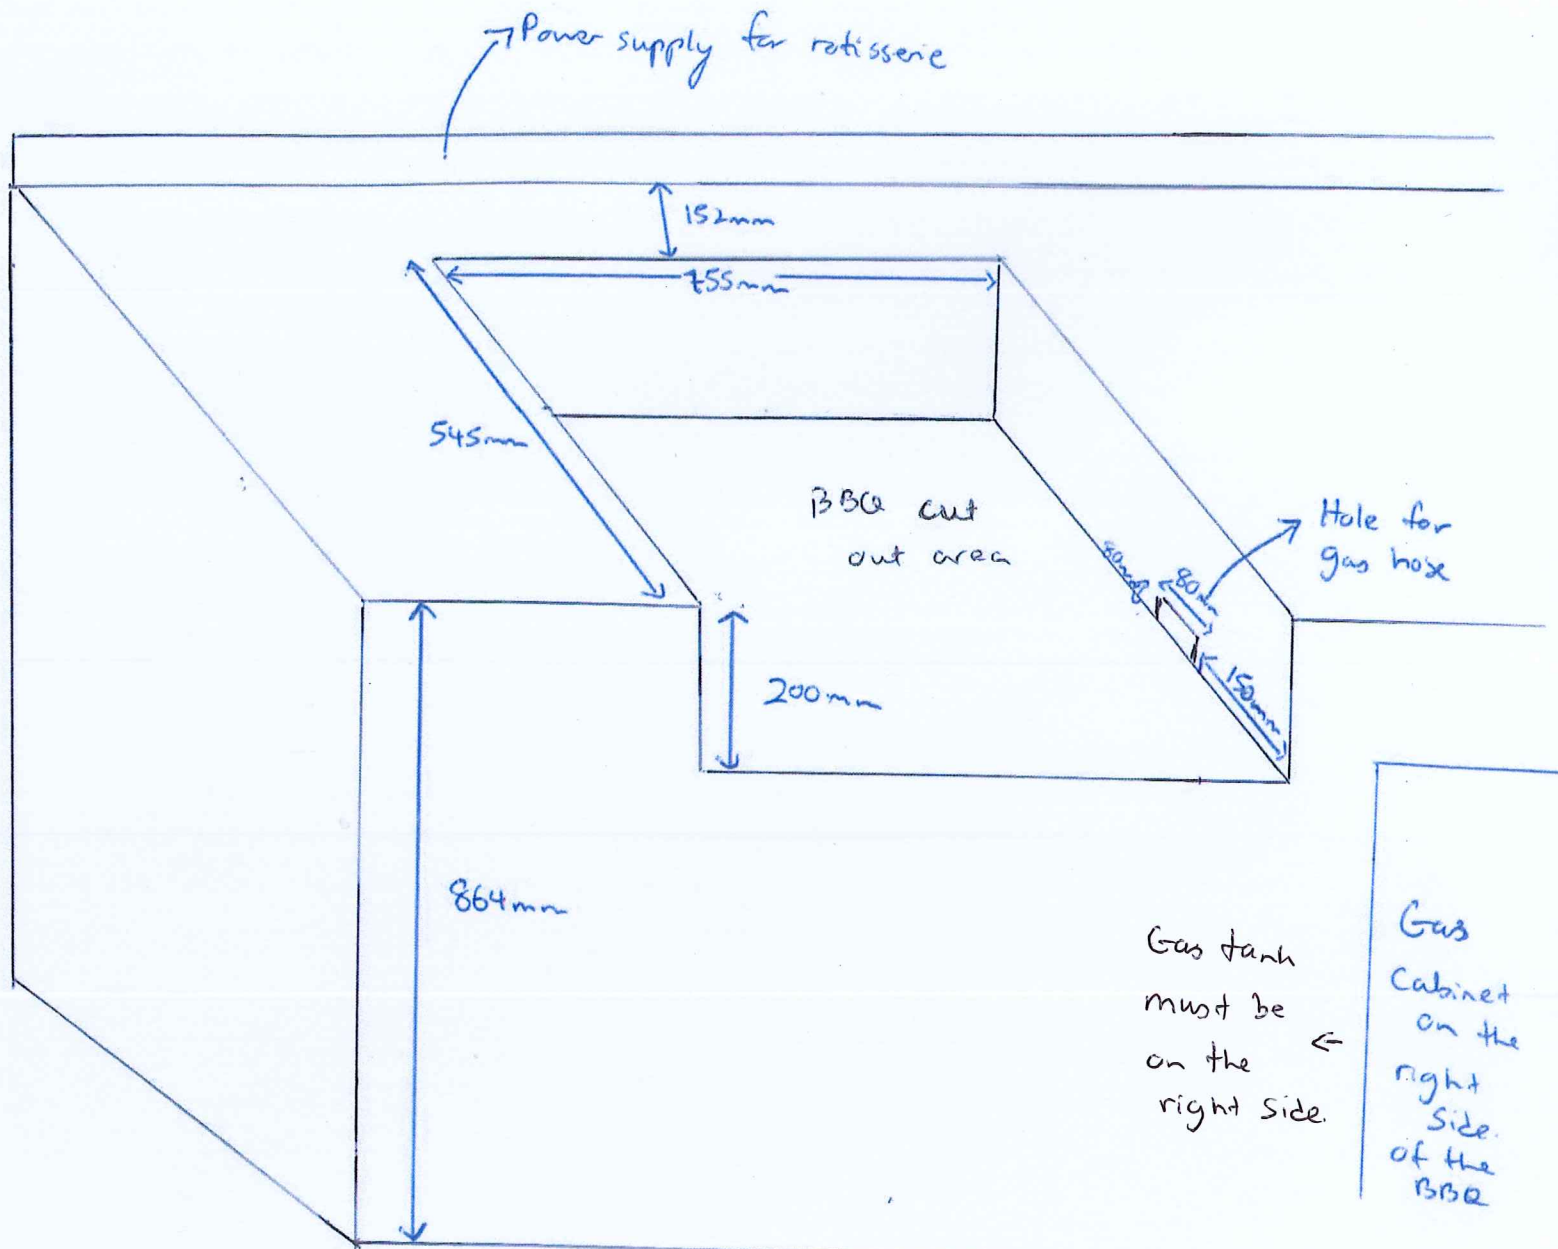 Power supply for rotisserie
152mm
755mm
545mm
BBQ cut
out area
Hole for
gas hose
80mm
80mm
150mm
200mm
864mm
Gas tank
must be
on the
right side.
Gas
Cabinet
on the
right
Side.
of the
BBQ